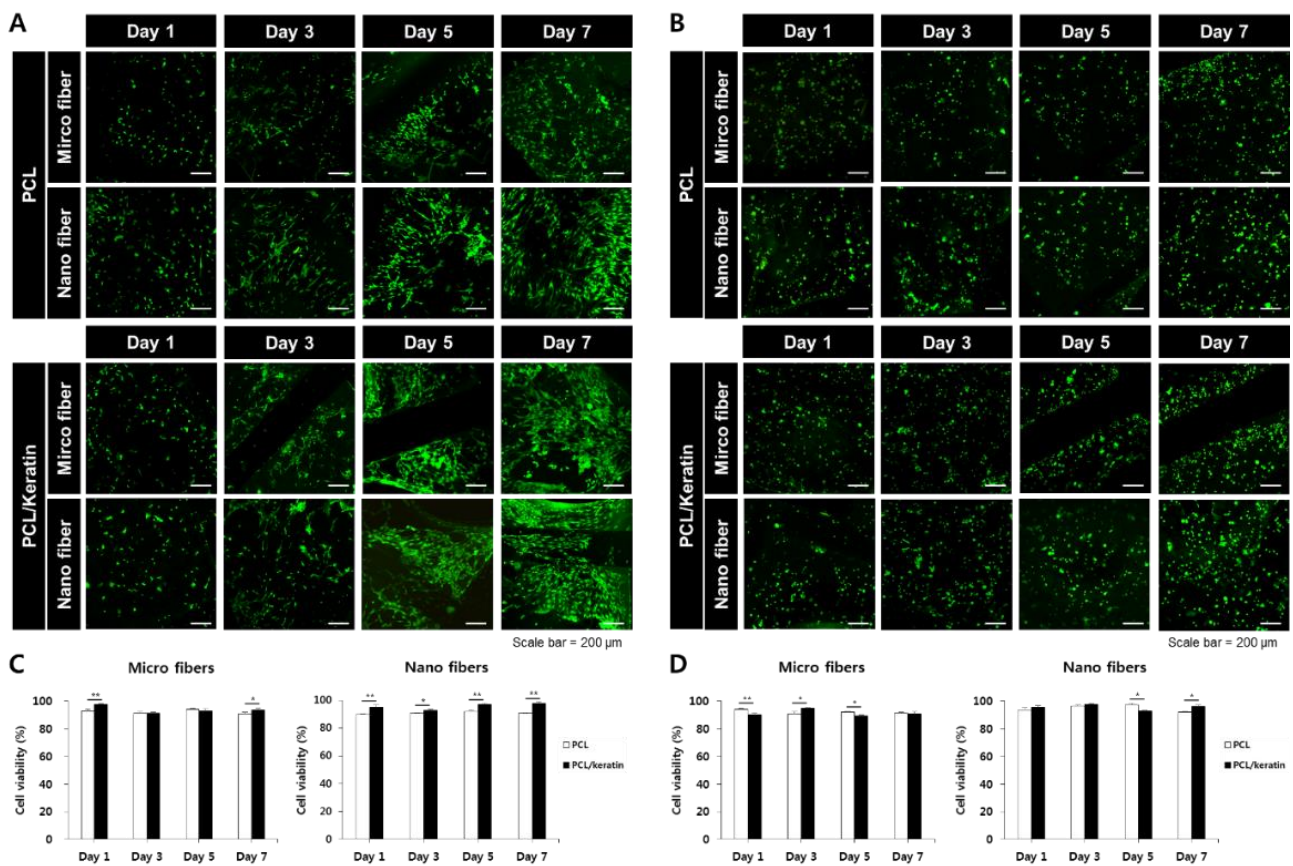 A
Day 1 Day 3 Day 5 Day 7
PCL
Mirco fiber
Nano fiber
Day 1 Day 3 Day 5 Day 7
PCL/Keratin
Mirco fiber
Nano fiber
Scale bar = 200 μm
B
Day 1 Day 3 Day 5 Day 7
PCL
Mirco fiber
Nano fiber
Day 1 Day 3 Day 5 Day 7
PCL/Keratin
Mirco fiber
Nano fiber
Scale bar = 200 μm
C
Micro fibers
Cell viability (%)
100
80
60
40
20
0
** *
Day 1 Day 3 Day 5 Day 7
Nano fibers
Cell viability (%)
100
80
60
40
20
0
** * ** **
Day 1 Day 3 Day 5 Day 7
PCL
PCL/keratin
D
Micro fibers
Cell viability (%)
100
80
60
40
20
0
** * *
Day 1 Day 3 Day 5 Day 7
Nano fibers
Cell viability (%)
100
80
60
40
20
0
* *
Day 1 Day 3 Day 5 Day 7
PCL
PCL/keratin